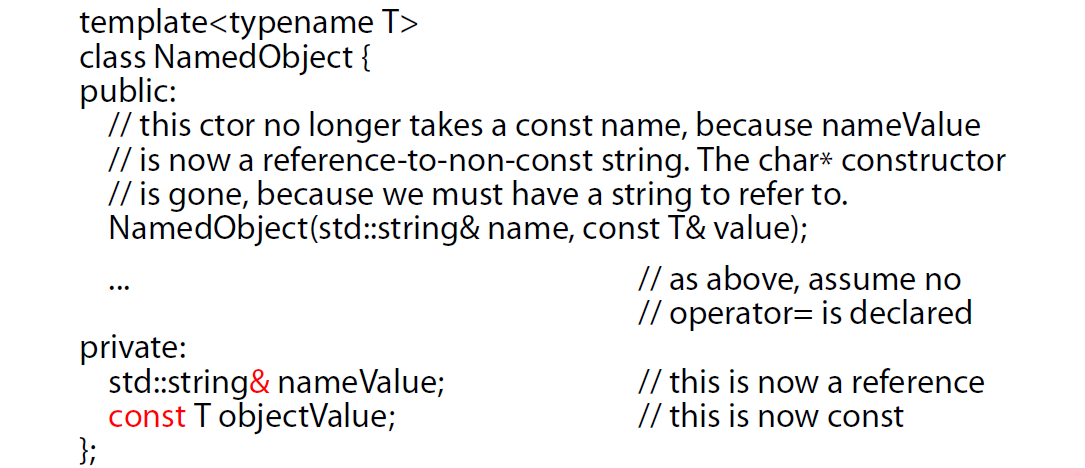 template<typename T>
class NamedObject {
public:
// this ctor no longer takes a const name, because nameValue
// is now a reference-to-non-const string. The char* constructor
// is gone, because we must have a string to refer to.
NamedObject(std::string& name, const T& value);
... // as above, assume no
// operator= is declared
private:
std::string& nameValue; // this is now a reference
const T objectValue; // this is now const
};